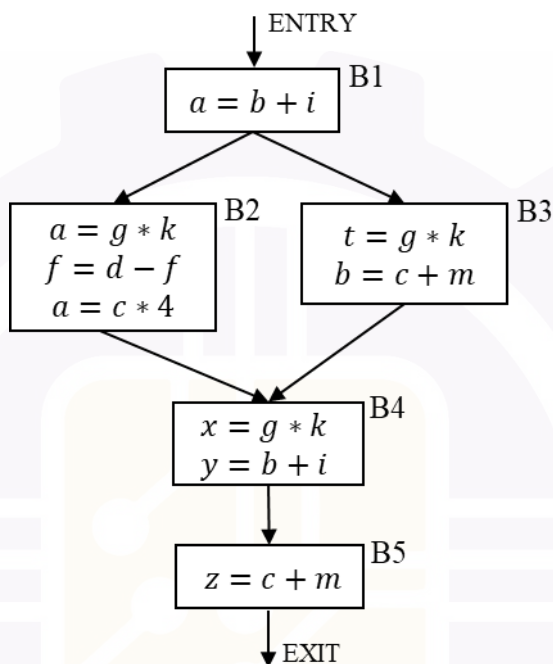 ENTRY
B1
a = b + i
B2
a = g * k
f = d − f
a = c * 4
B3
t = g * k
b = c + m
B4
x = g * k
y = b + i
B5
z = c + m
EXIT